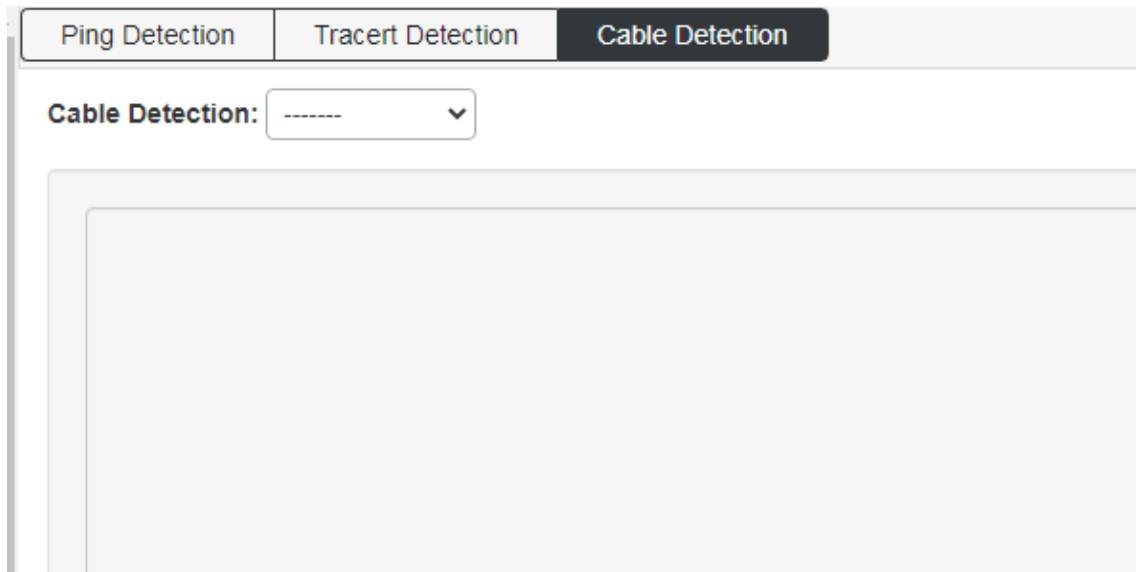 Ping Detection Tracert Detection Cable Detection
Cable Detection: -------